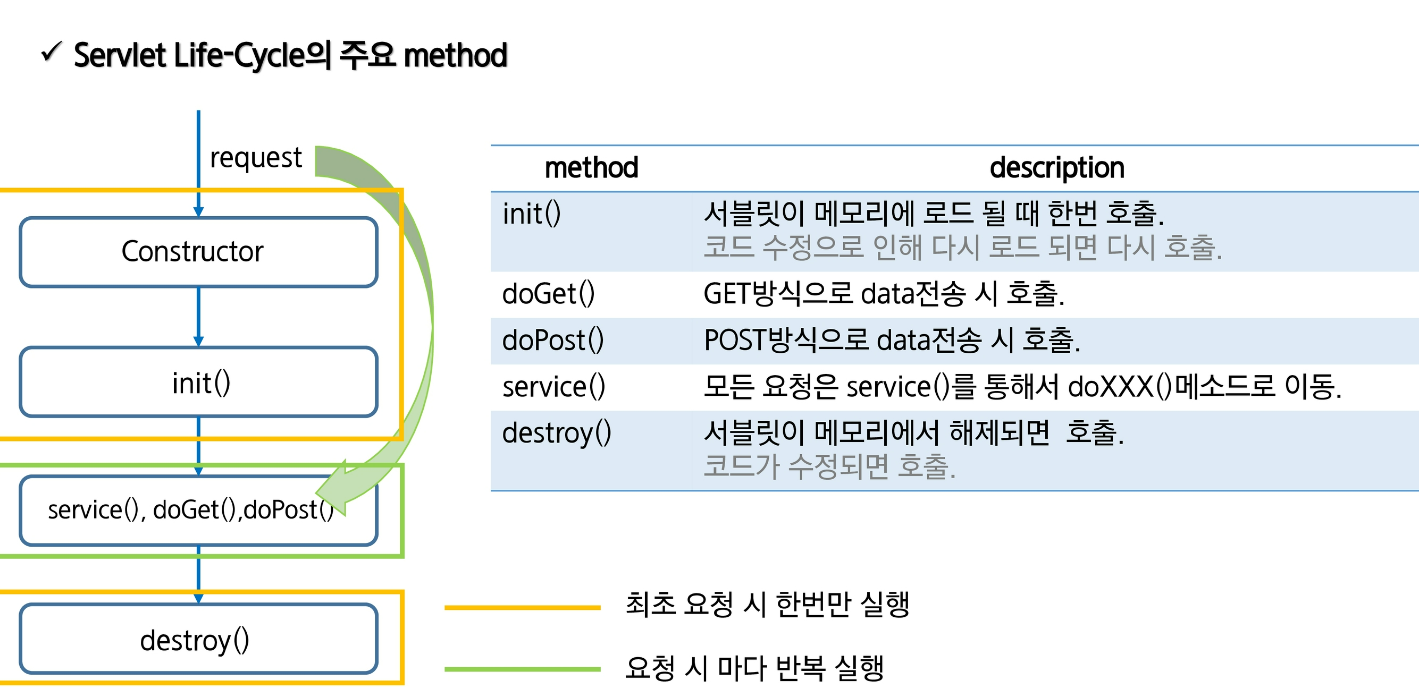 ✓ Servlet Life-Cycle의 주요 method
request
Constructor
init()
service(), doGet(),doPost()
destroy()
method description
init() 서블릿이 메모리에 로드 될 때 한번 호출.
코드 수정으로 인해 다시 로드 되면 다시 호출.
doGet() GET방식으로 data전송 시 호출.
doPost() POST방식으로 data전송 시 호출.
service() 모든 요청은 service()를 통해서 doXXX()메소드로 이동.
destroy() 서블릿이 메모리에서 해제되면 호출.
코드가 수정되면 호출.
최초 요청 시 한번만 실행
요청 시 마다 반복 실행